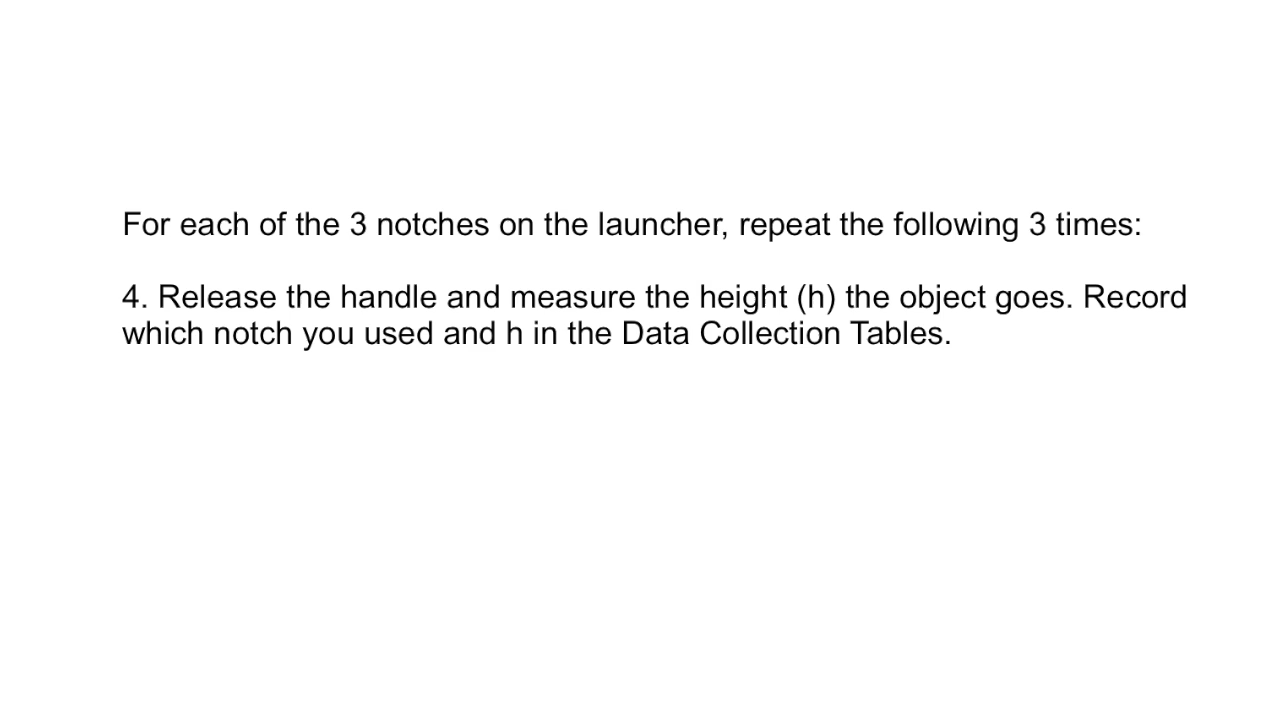 For each of the 3 notches on the launcher, repeat the following 3 times:
4. Release the handle and measure the height (h) the object goes. Record
which notch you used and h in the Data Collection Tables.